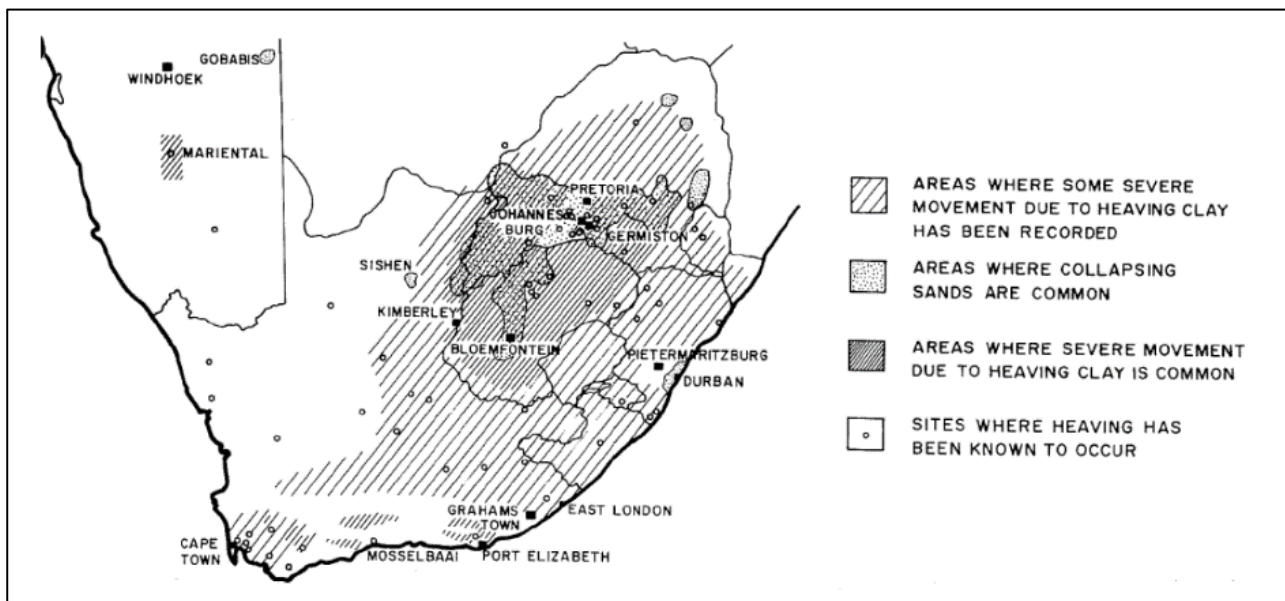 GOBABIS
WINDHOEK
MARIENTAL
PRETORIA
JOHANNES
BURG
GERMISTON
SISHEN
KIMBERLEY
BLOEMFONTEIN
PIETERMARITZBURG
DURBAN
GRAHAMS
TOWN
EAST LONDON
CAPE
TOWN
MOSSELBAAI
PORT ELIZABETH
AREAS WHERE SOME SEVERE
MOVEMENT DUE TO HEAVING CLAY
HAS BEEN RECORDED
AREAS WHERE COLLAPSING
SANDS ARE COMMON
AREAS WHERE SEVERE MOVEMENT
DUE TO HEAVING CLAY IS COMMON
SITES WHERE HEAVING HAS
BEEN KNOWN TO OCCUR